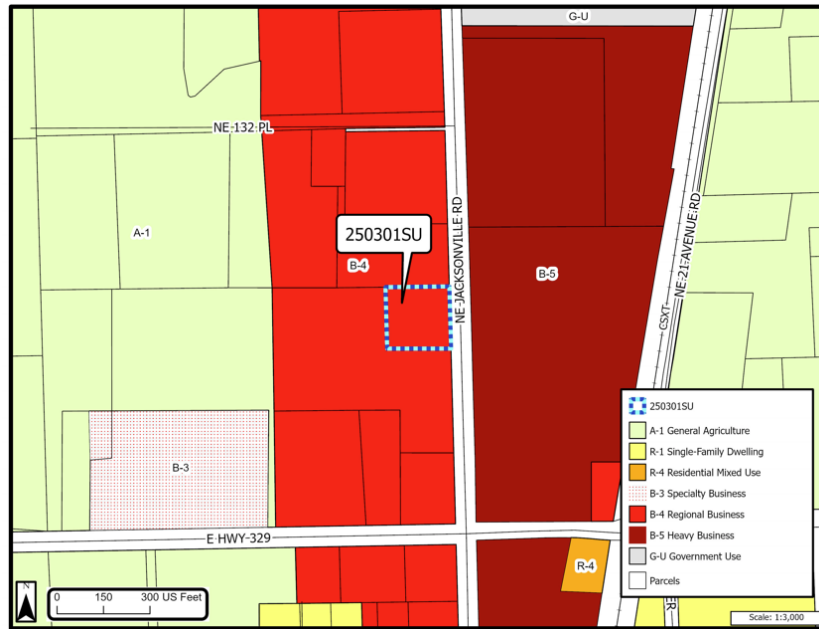 G-U
NE 132 PL
A-1
250301SU
B-4
NE JACKSONVILLE RD
B-5
NE 21 AVENUE RD
CSXT
B-3
E HWY 329
R-4
250301SU
A-1 General Agriculture
R-1 Single-Family Dwelling
R-4 Residential Mixed Use
B-3 Specialty Business
B-4 Regional Business
B-5 Heavy Business
G-U Government Use
Parcels
N
0 150 300 US Feet
Scale: 1:3,000